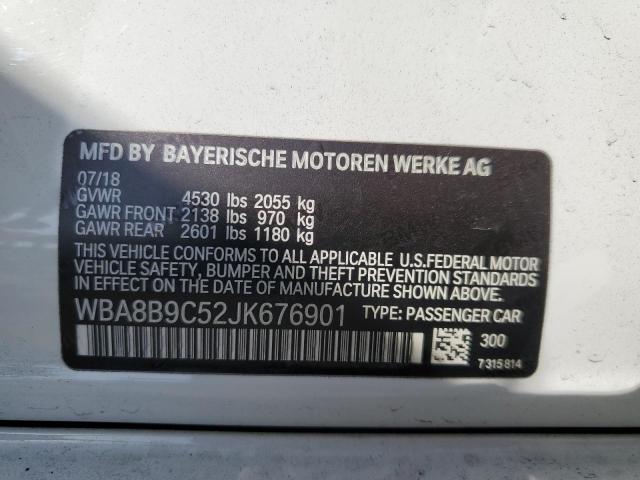 MFD BY BAYERISCHE MOTOREN WERKE AG
07/18
GVWR 4530 lbs 2055 kg
GAWR FRONT 2138 lbs 970 kg
GAWR REAR 2601 lbs 1180 kg
THIS VEHICLE CONFORMS TO ALL APPLICABLE U.S.FEDERAL MOTOR
VEHICLE SAFETY, BUMPER AND THEFT PREVENTION STANDARDS
IN EFFECT ON THE DATE OF MANUFACTURE SHOWN ABOVE.
WBA8B9C52JK676901 TYPE: PASSENGER CAR
300
7315814